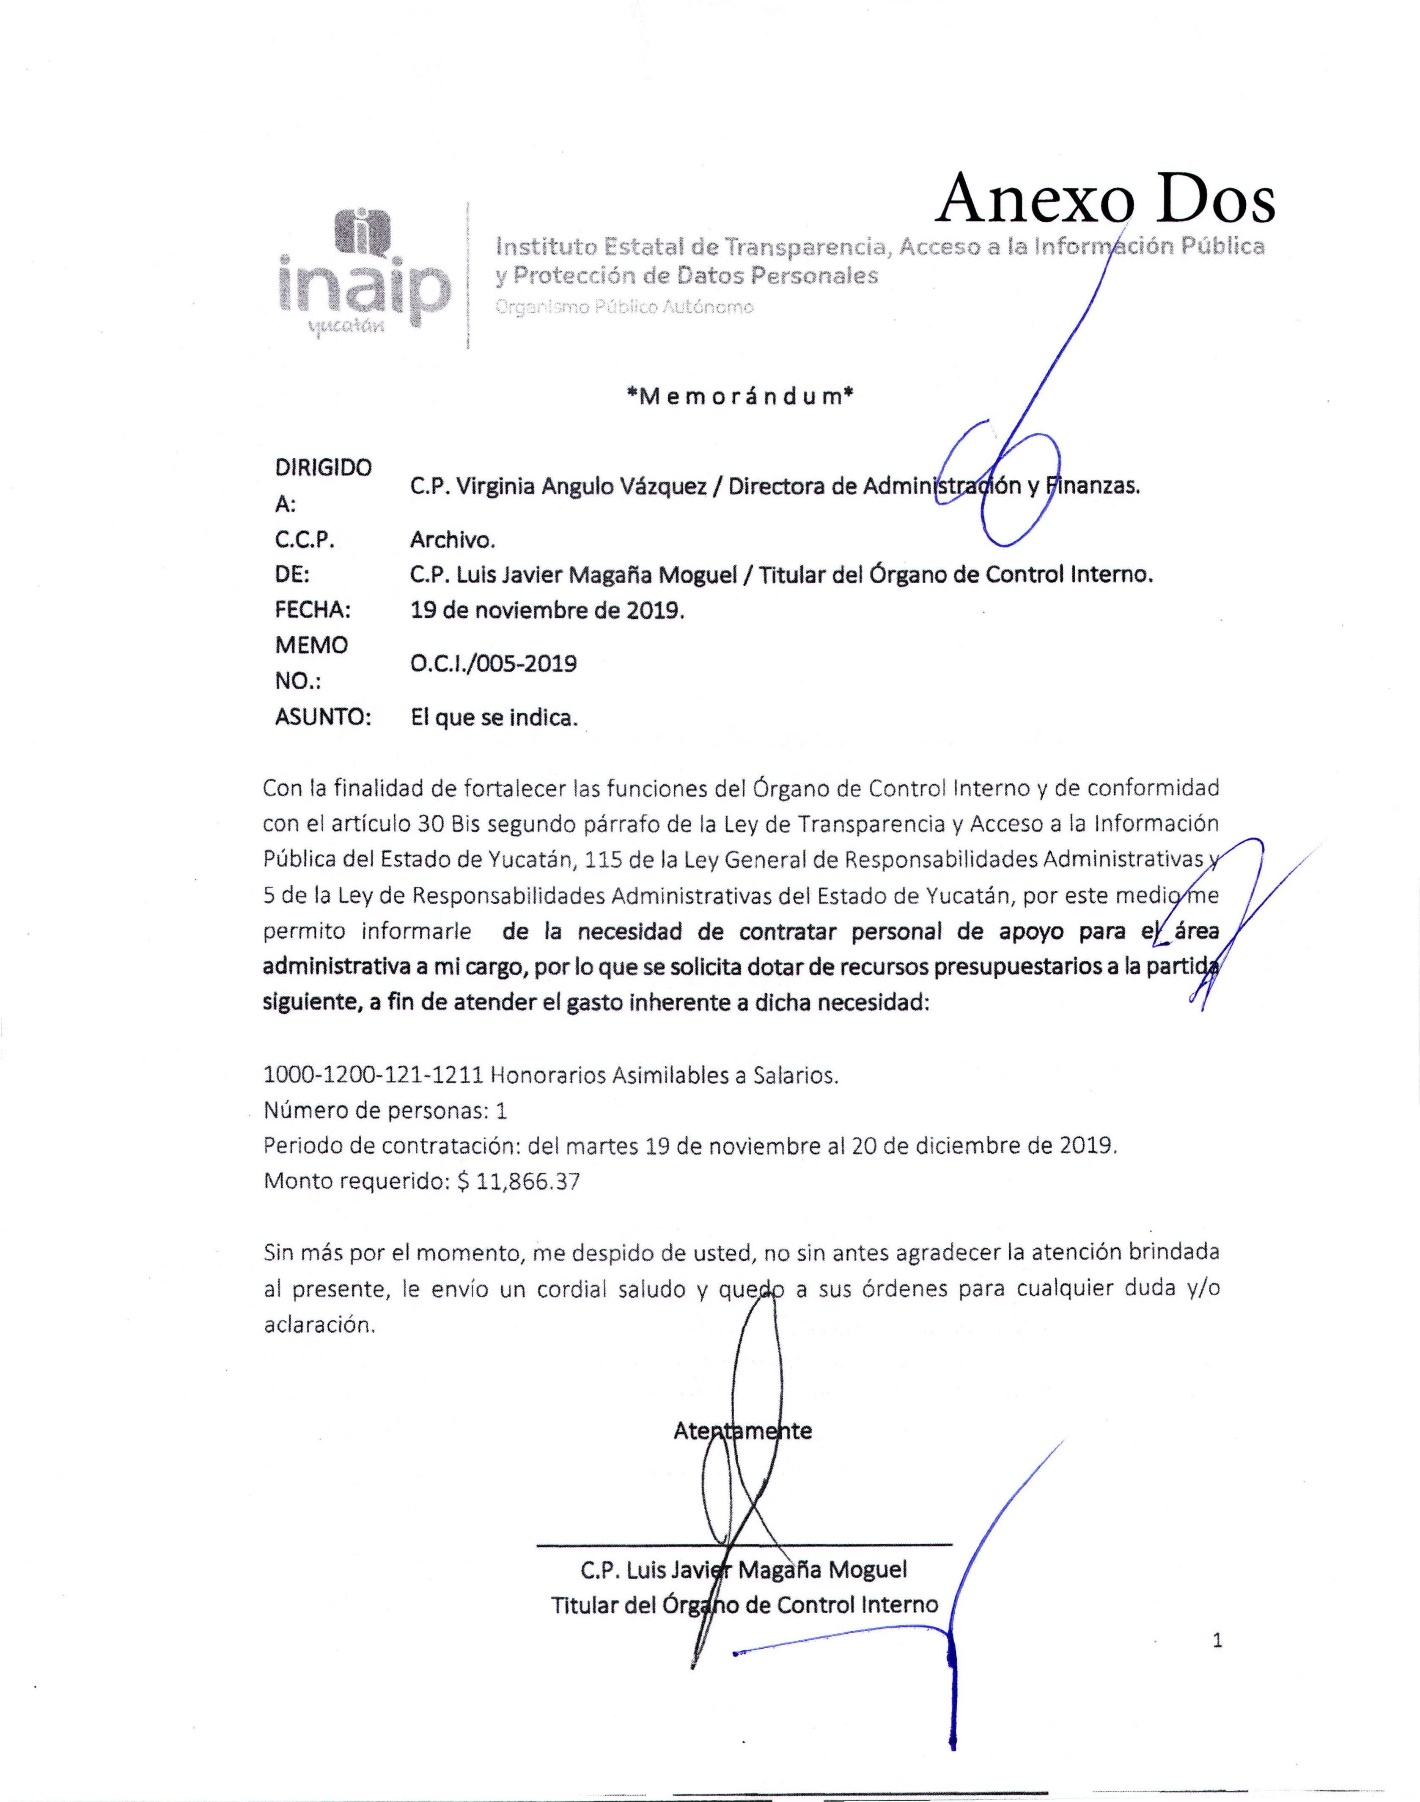 Anexo Dos
inaip
yucatán
Instituto Estatal de Transparencia, Acceso a la Información Pública
y Protección de Datos Personales
Organismo Público Autónomo
*Memorándum*
DIRIGIDO
A:
C.P. Virginia Angulo Vázquez / Directora de Administración y Finanzas.
C.C.P. Archivo.
DE: C.P. Luis Javier Magaña Moguel / Titular del Órgano de Control Interno.
FECHA: 19 de noviembre de 2019.
MEMO
NO.:
O.C.I./005-2019
ASUNTO: El que se indica.
Con la finalidad de fortalecer las funciones del Órgano de Control Interno y de conformidad
con el artículo 30 Bis segundo párrafo de la Ley de Transparencia y Acceso a la Información
Pública del Estado de Yucatán, 115 de la Ley General de Responsabilidades Administrativas y
5 de la Ley de Responsabilidades Administrativas del Estado de Yucatán, por este medio me
permito informarle de la necesidad de contratar personal de apoyo para el área
administrativa a mi cargo, por lo que se solicita dotar de recursos presupuestarios a la partida
siguiente, a fin de atender el gasto inherente a dicha necesidad:
1000-1200-121-1211 Honorarios Asimilables a Salarios.
Número de personas: 1
Periodo de contratación: del martes 19 de noviembre al 20 de diciembre de 2019.
Monto requerido: $ 11,866.37
Sin más por el momento, me despido de usted, no sin antes agradecer la atención brindada
al presente, le envío un cordial saludo y quedo a sus órdenes para cualquier duda y/o
aclaración.
Atentamente
C.P. Luis Javier Magaña Moguel
Titular del Órgano de Control Interno
1